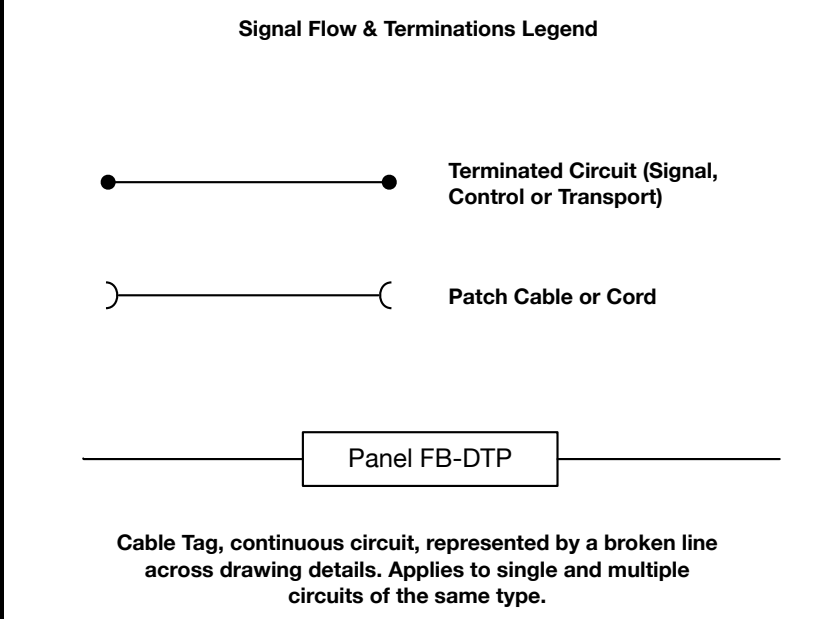 Signal Flow & Terminations Legend
Terminated Circuit (Signal,
Control or Transport)
Patch Cable or Cord
Panel FB-DTP
Cable Tag, continuous circuit, represented by a broken line
across drawing details. Applies to single and multiple
circuits of the same type.